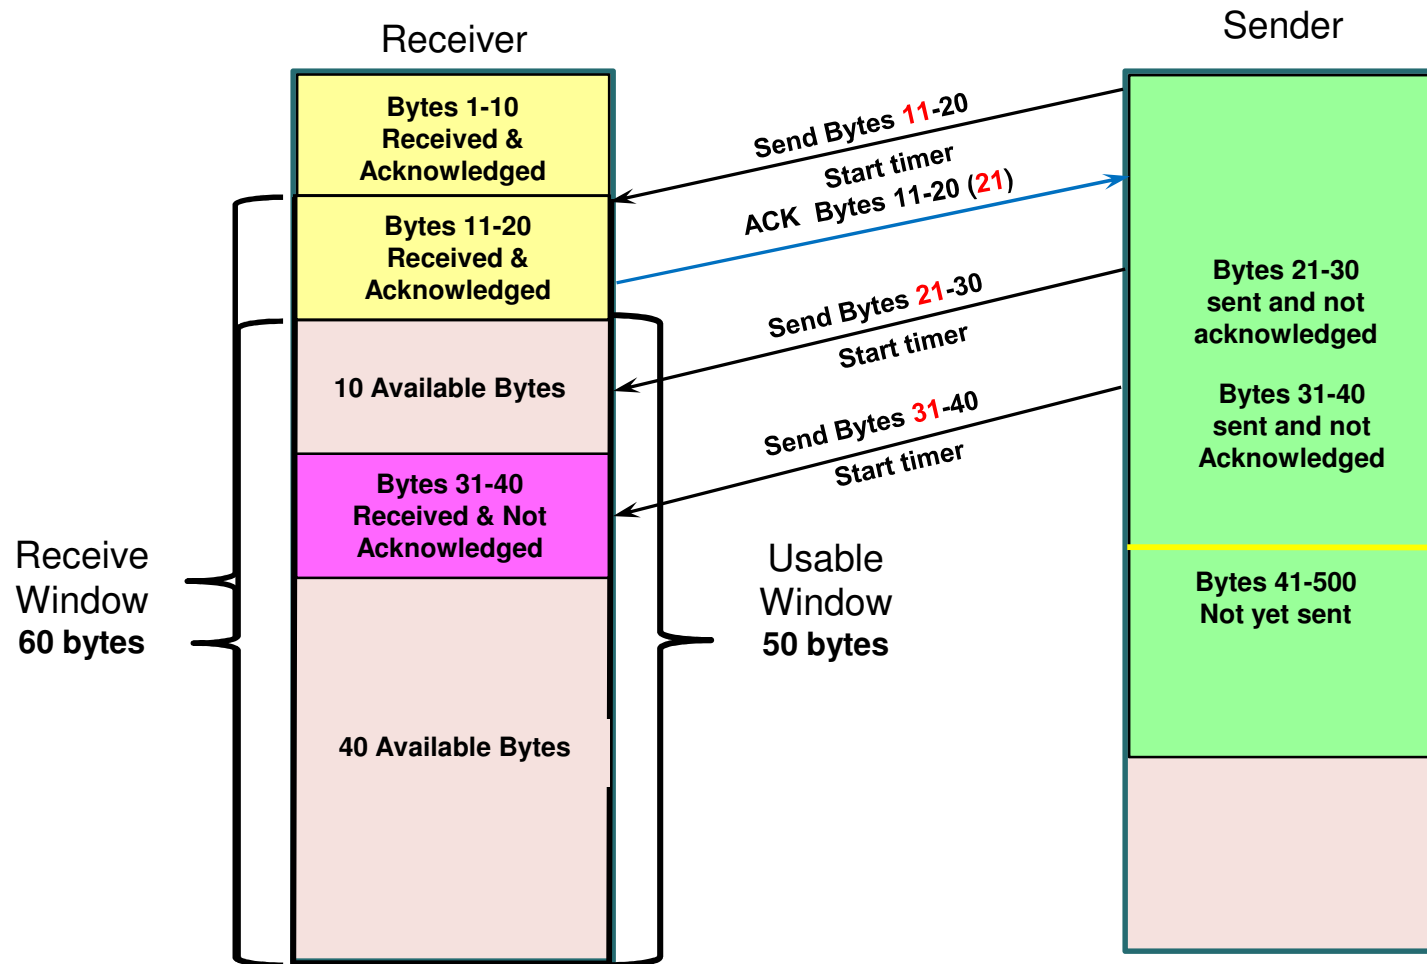 Receiver
Sender
Bytes 1-10
Received &
Acknowledged
Bytes 11-20
Received &
Acknowledged
10 Available Bytes
Bytes 31-40
Received & Not
Acknowledged
40 Available Bytes
Receive
Window
60 bytes
Usable
Window
50 bytes
Send Bytes 11-20
Start timer
ACK Bytes 11-20 (21)
Send Bytes 21-30
Start timer
Send Bytes 31-40
Start timer
Bytes 21-30
sent and not
acknowledged
Bytes 31-40
sent and not
Acknowledged
Bytes 41-500
Not yet sent